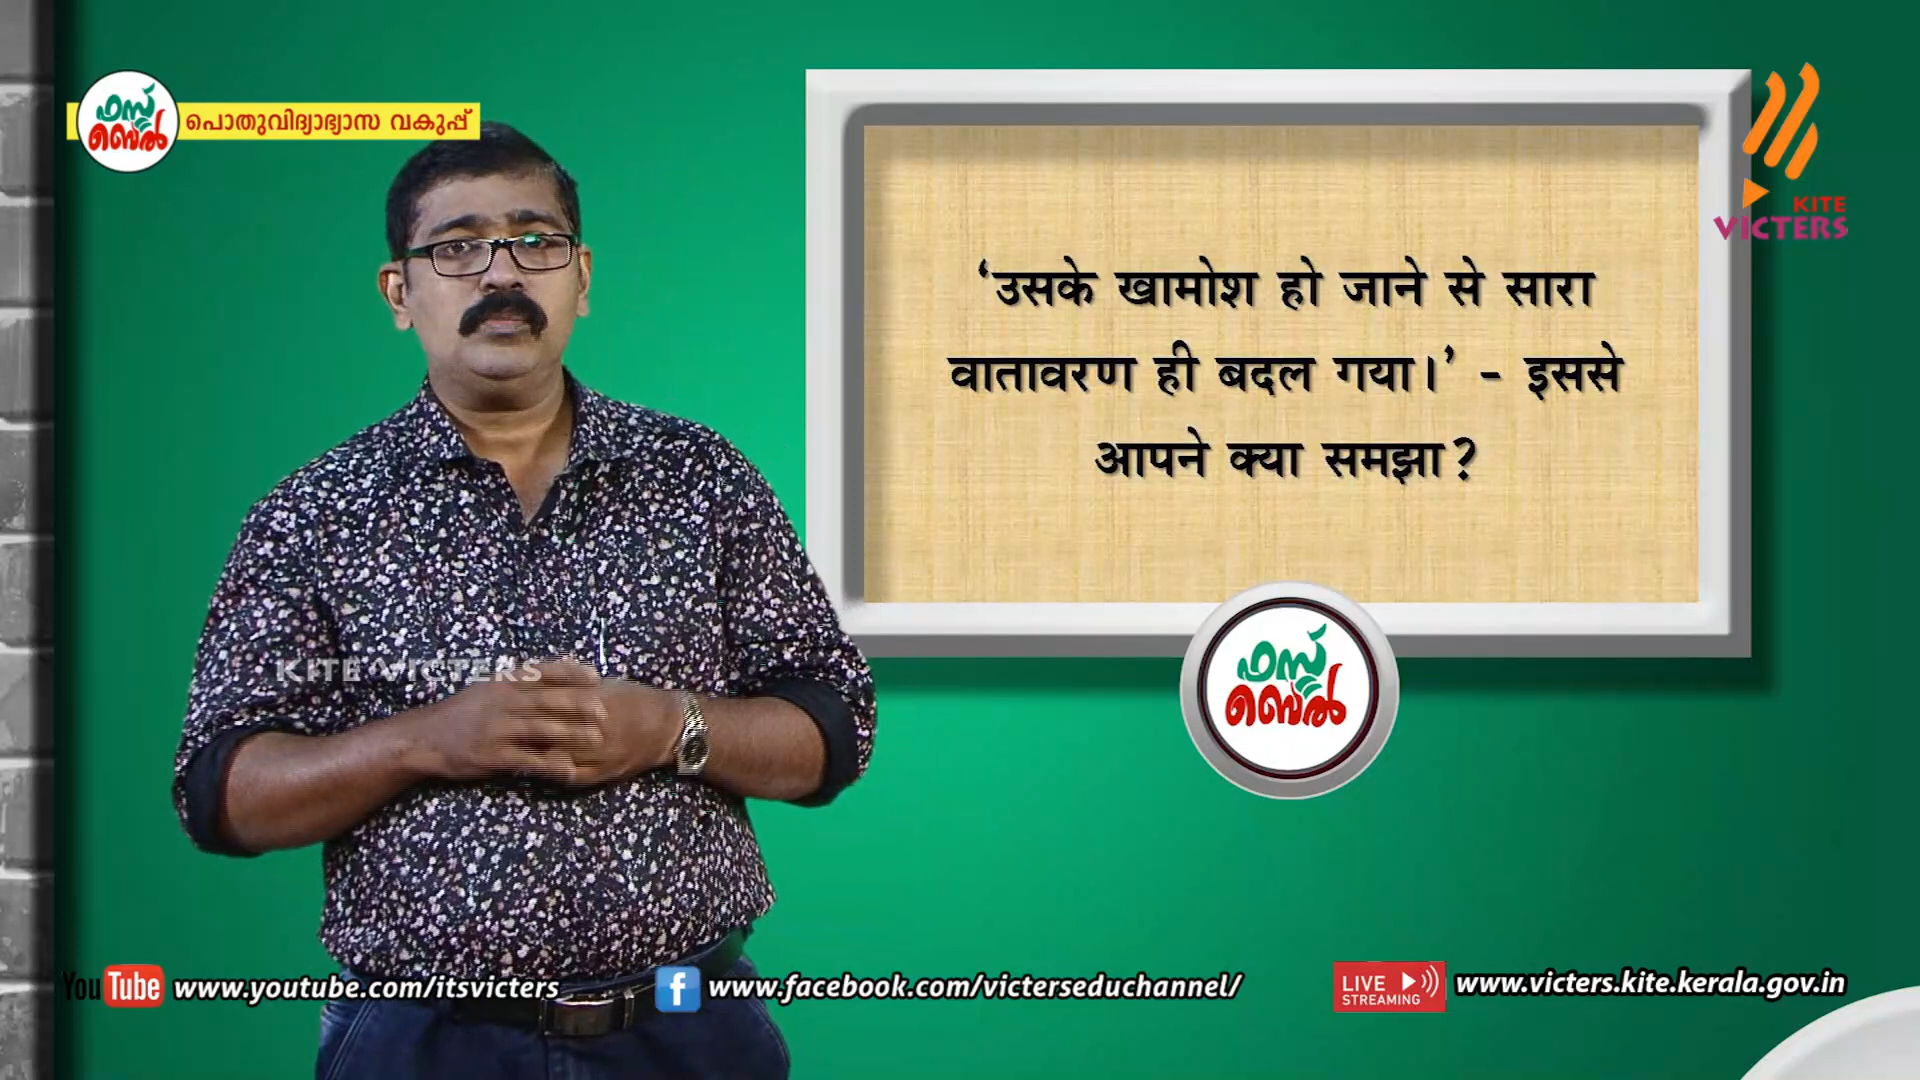 ഫസ്റ്റ് ബെൽ
പൊതുവിദ്യാഭ്യാസ വകുപ്പ്
KITE
VICTERS
‘उसके खामोश हो जाने से सारा
वातावरण ही बदल गया।’ - इससे
आपने क्या समझा?
ഫസ്റ്റ്
ബെൽ
KITE VICTERS
YouTube www.youtube.com/itsvicters
f www.facebook.com/victerseduchannel/
LIVE STREAMING www.victers.kite.kerala.gov.in